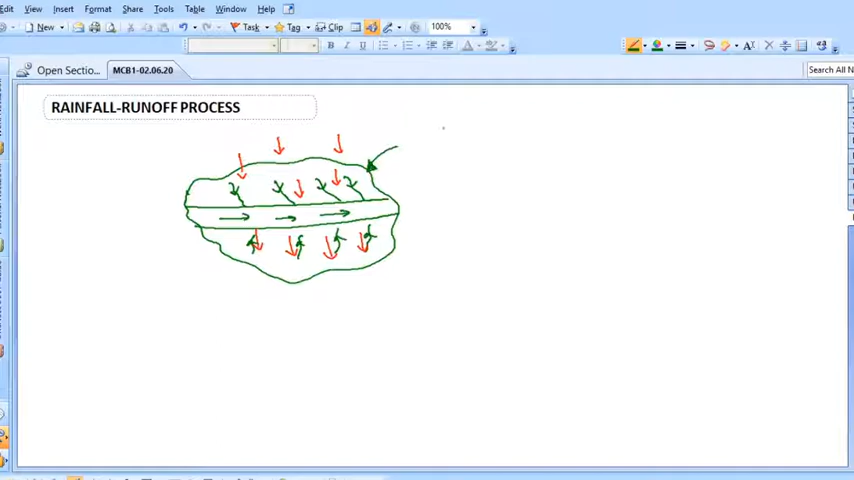 Edit View Insert Format Share Tools Table Window Help
New Task Tag Clip 100%
B I U A
Open Sectio... MCB1-02.06.20 Search All N
RAINFALL-RUNOFF PROCESS